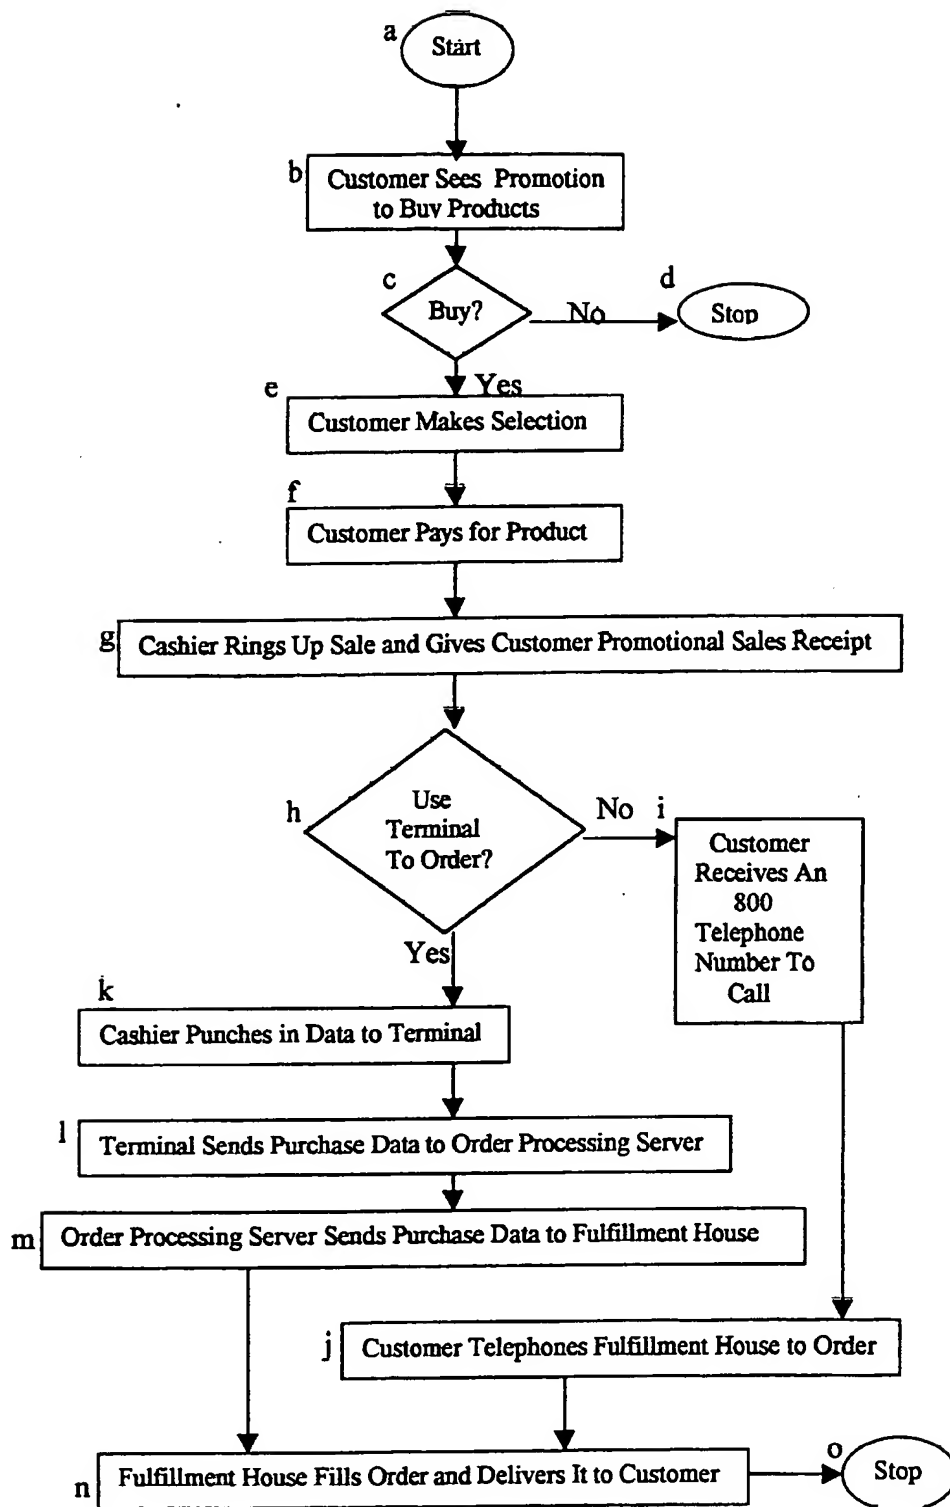 a
Start
b
Customer Sees Promotion
to Buy Products
c
Buy?
No
d
Stop
Yes
e
Customer Makes Selection
f
Customer Pays for Product
g
Cashier Rings Up Sale and Gives Customer Promotional Sales Receipt
h
Use
Terminal
To Order?
No
i
Customer
Receives An
800
Telephone
Number To
Call
Yes
k
Cashier Punches in Data to Terminal
l
Terminal Sends Purchase Data to Order Processing Server
m
Order Processing Server Sends Purchase Data to Fulfillment House
j
Customer Telephones Fulfillment House to Order
n
Fulfillment House Fills Order and Delivers It to Customer
o
Stop